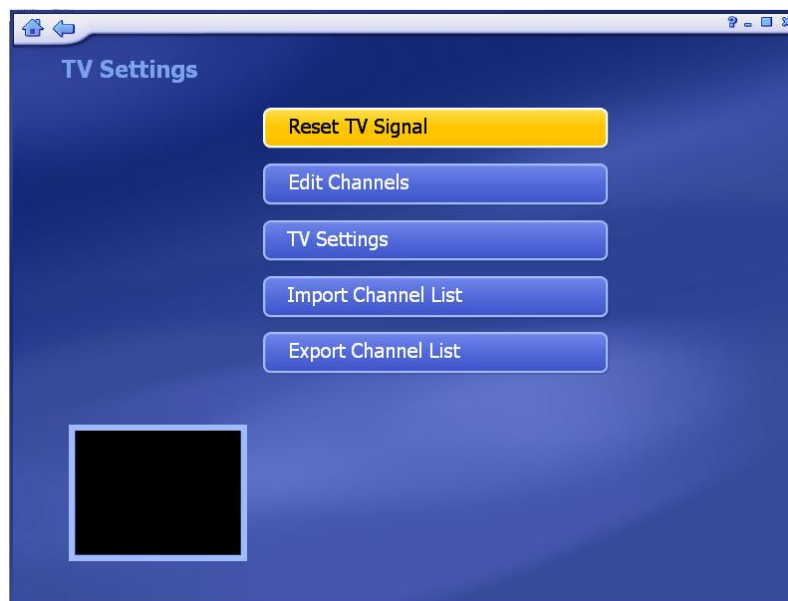 TV Settings
Reset TV Signal
Edit Channels
TV Settings
Import Channel List
Export Channel List